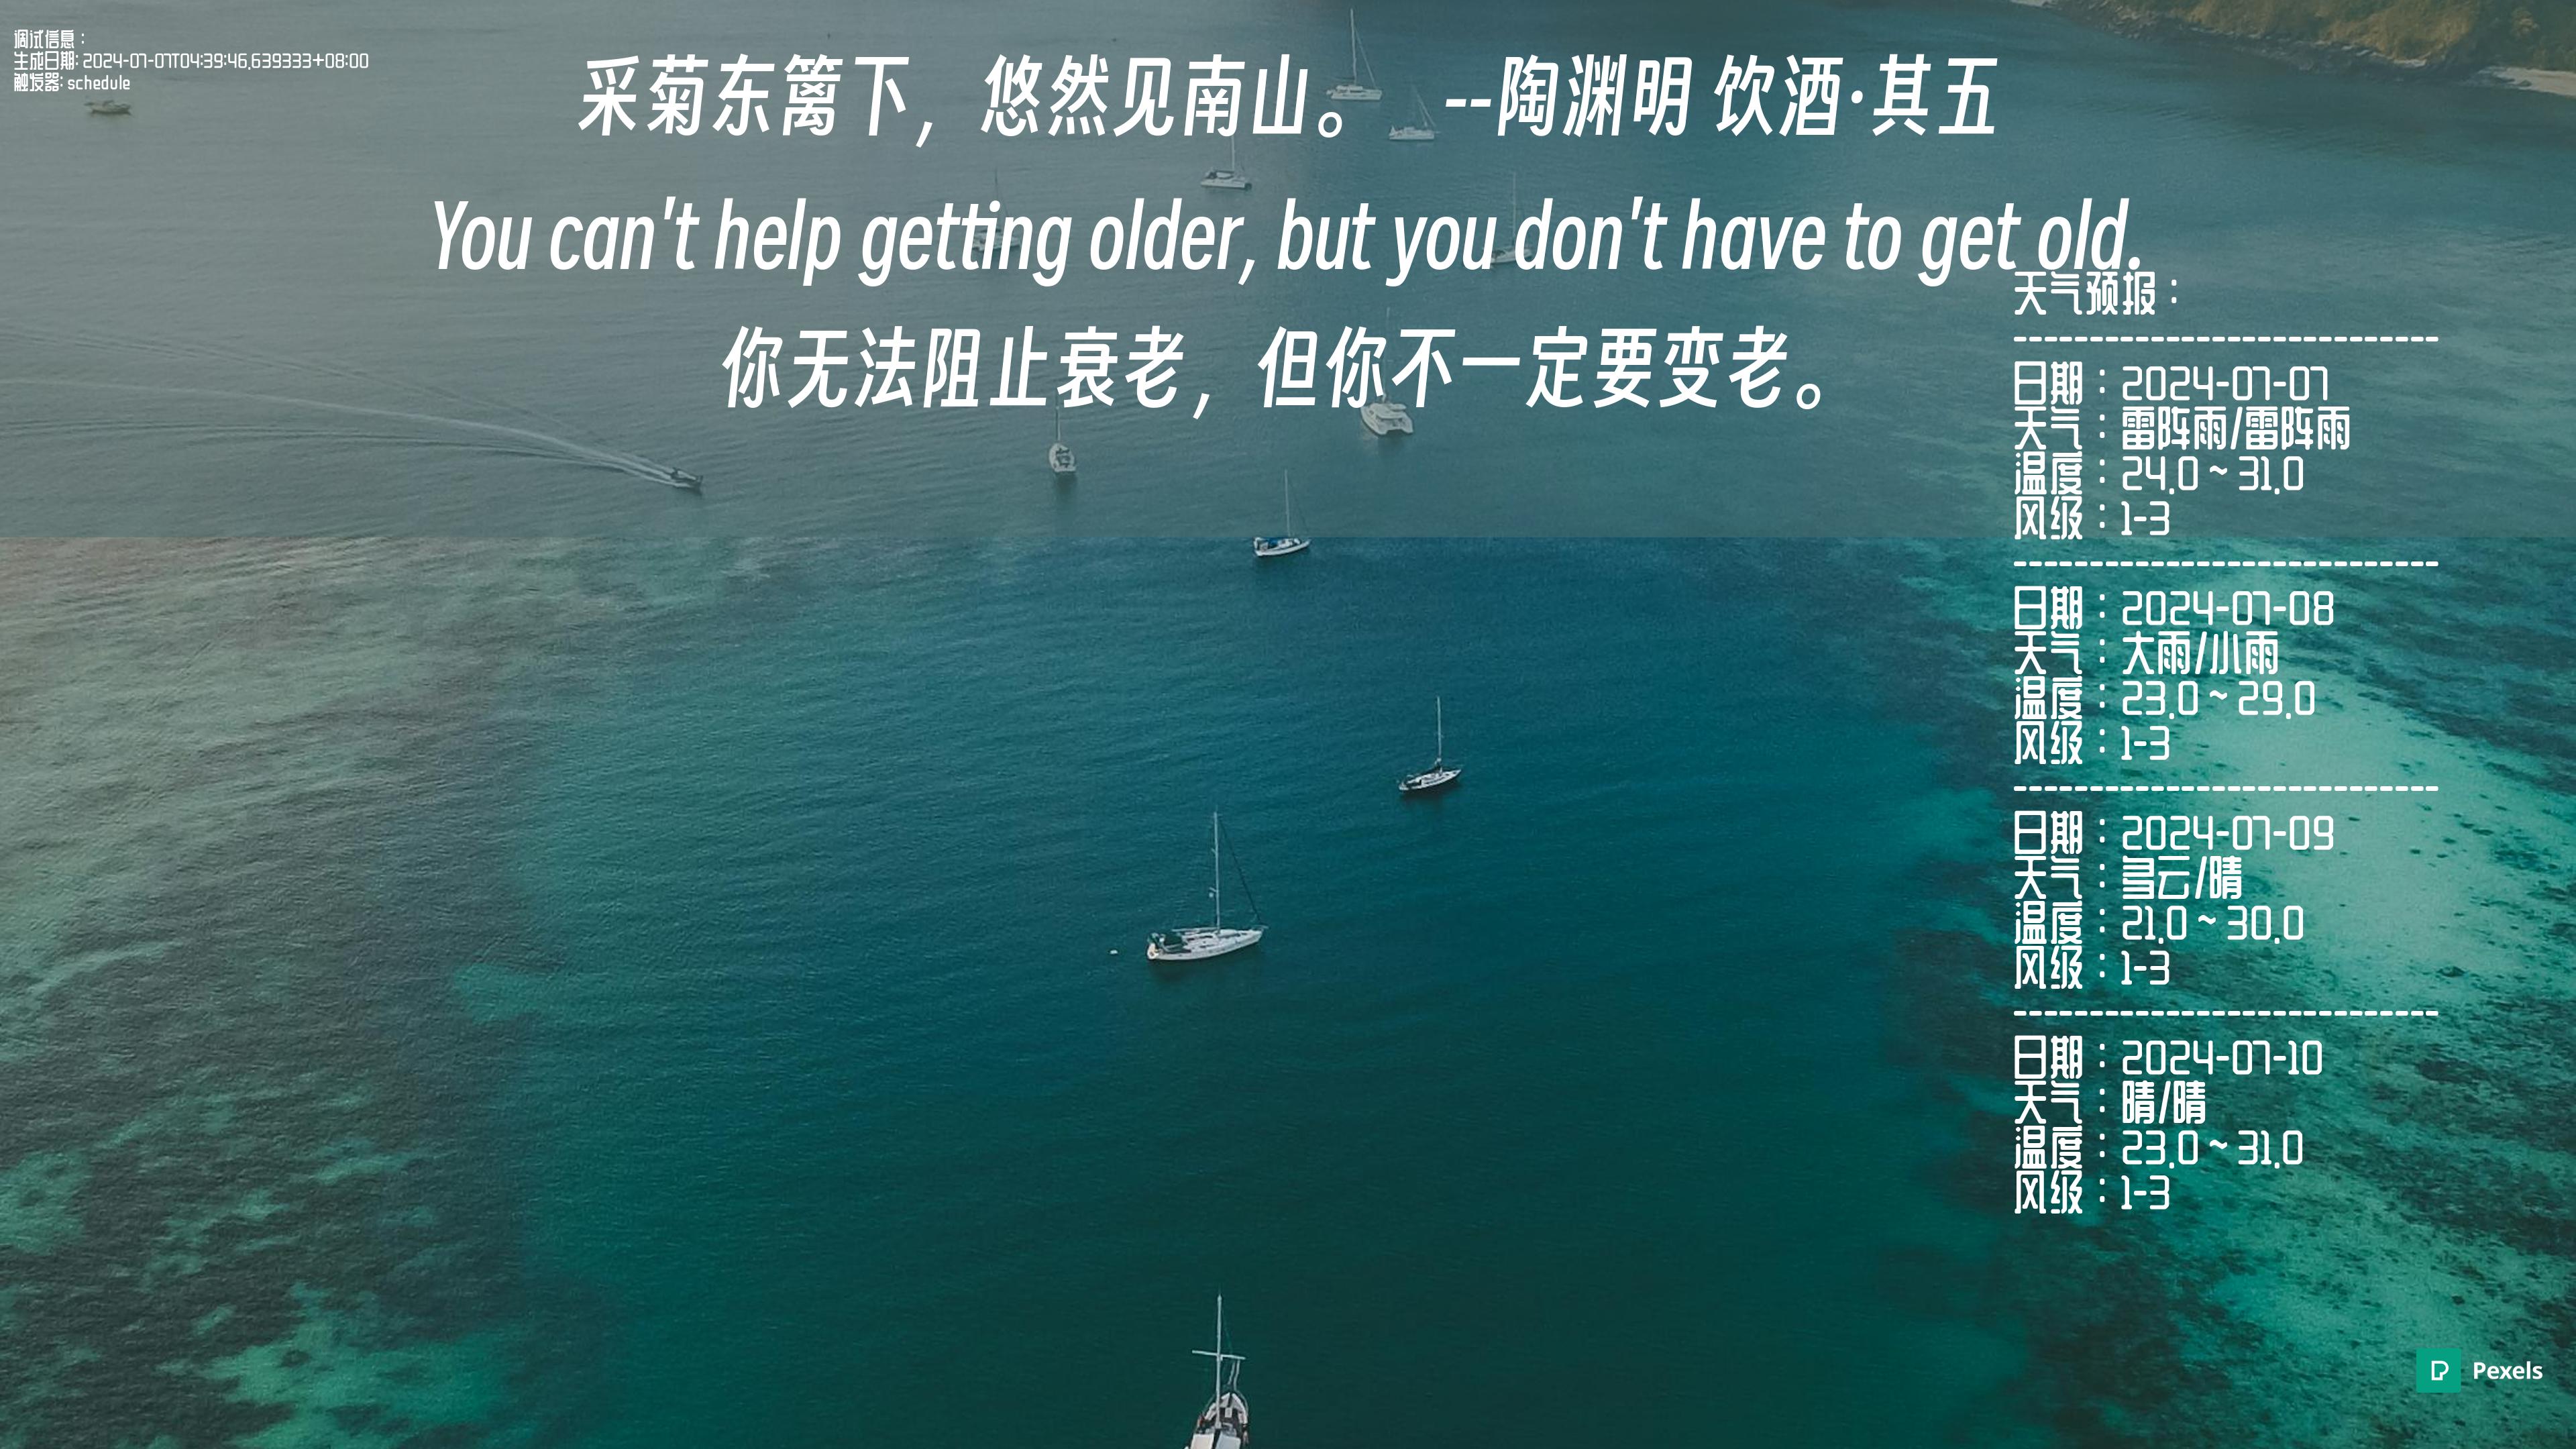 调试信息：
生成日期: 2024-07-07T04:39:46.639333+08:00
触发器: schedule
采菊东篱下，悠然见南山。 --陶渊明 饮酒·其五
You can't help getting older, but you don't have to get old.
你无法阻止衰老，但你不一定要变老。
天气预报：
----------------------------
日期：2024-07-07
天气：雷阵雨/雷阵雨
温度：24.0 ~ 31.0
风级：1-3
----------------------------
日期：2024-07-08
天气：大雨/小雨
温度：23.0 ~ 29.0
风级：1-3
----------------------------
日期：2024-07-09
天气：多云/晴
温度：21.0 ~ 30.0
风级：1-3
----------------------------
日期：2024-07-10
天气：晴/晴
温度：23.0 ~ 31.0
风级：1-3
Pexels